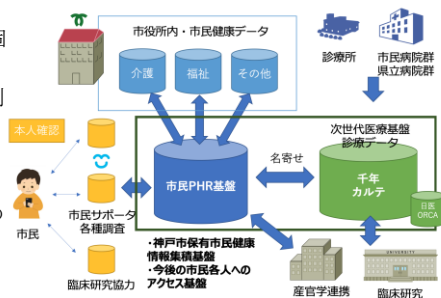 個
別
の
市役所内・市民健康データ
介護
福祉
その他
診療所
市民病院群
県立病院群
本人確認
市民
市民サポータ
各種調査
臨床研究協力
市民PHR基盤
名寄せ
次世代医療基盤
診療データ
千年
カルテ
日医
ORCA
・神戸市保有市民健康
情報集積基盤
・今後の市民各人への
アクセス基盤
産官学連携
UNIVERSITY
臨床研究